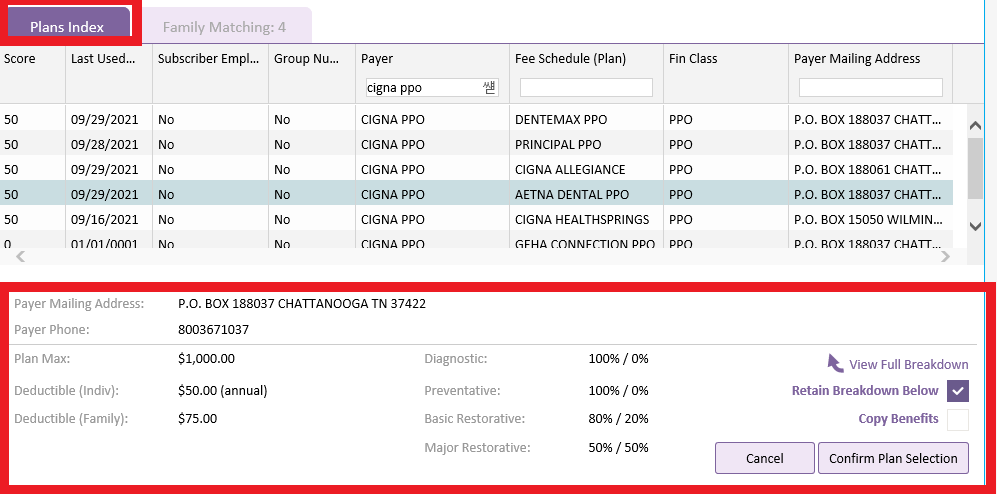 Plans Index Family Matching: 4
Score Last Used... Subscriber Empl... Group Nu... Payer Fee Schedule (Plan) Fin Class Payer Mailing Address
cigna ppo 썙
50 09/29/2021 No No CIGNA PPO DENTEMAX PPO PPO P.O. BOX 188037 CHATT...
50 09/28/2021 No No CIGNA PPO PRINCIPAL PPO PPO P.O. BOX 188037 CHATT...
50 09/29/2021 No No CIGNA PPO CIGNA ALLEGIANCE PPO P.O. BOX 188061 CHATT...
50 09/29/2021 No No CIGNA PPO AETNA DENTAL PPO PPO P.O. BOX 188037 CHATT...
50 09/16/2021 No No CIGNA PPO CIGNA HEALTHSPRINGS PPO P.O. BOX 15050 WILMIN...
0 01/01/0001 No No CIGNA PPO GEHA CONNECTION PPO PPO P.O. BOX 188037 CHATT...
Payer Mailing Address: P.O. BOX 188037 CHATTANOOGA TN 37422
Payer Phone: 8003671037
Plan Max: $1,000.00 Diagnostic: 100% / 0% View Full Breakdown
Deductible (Indiv): $50.00 (annual) Preventative: 100% / 0% Retain Breakdown Below
Deductible (Family): $75.00 Basic Restorative: 80% / 20% Copy Benefits
Major Restorative: 50% / 50% Cancel Confirm Plan Selection